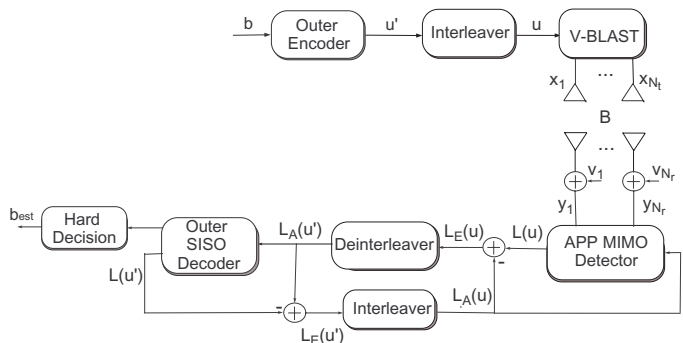 b
Outer
Encoder
u'
Interleaver
u
V-BLAST
x1
...
xNt
B
...
v1
vNr
y1
yNr
best
Hard
Decision
Outer
SISO
Decoder
LA(u')
Deinterleaver
LE(u)
L(u)
-
APP MIMO
Detector
L(u')
-
LE(u')
Interleaver
LA(u)